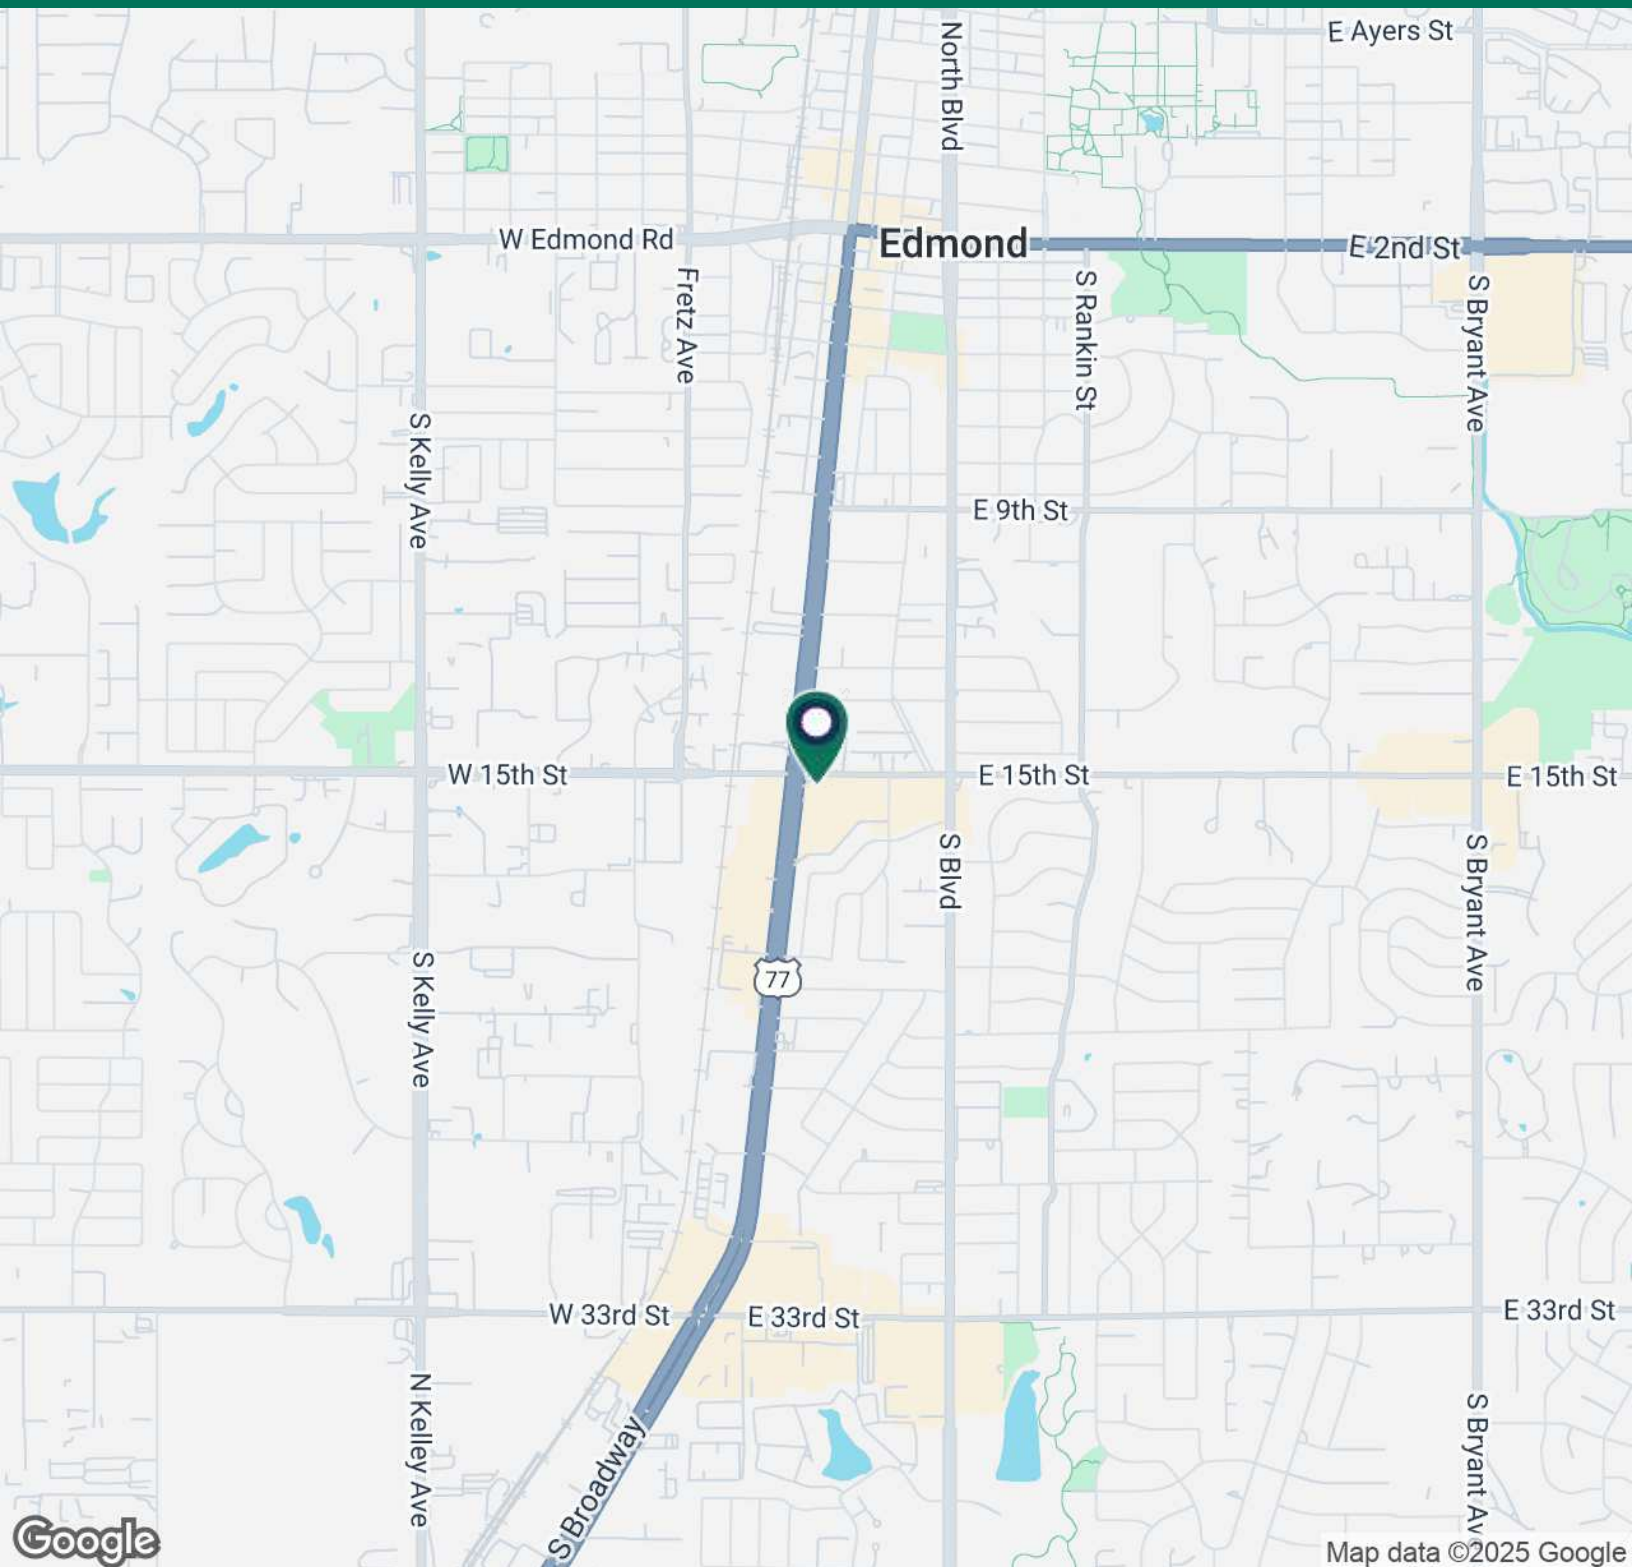 E Ayers St
North Blvd
W Edmond Rd
Edmond
E 2nd St
Fretz Ave
S Rankin St
S Bryant Ave
S Kelly Ave
E 9th St
W 15th St
E 15th St
E 15th St
S Blvd
S Bryant Ave
S Kelly Ave
77
W 33rd St
E 33rd St
E 33rd St
N Kelley Ave
S Broadway
S Bryant Av
Google
Map data ©2025 Google